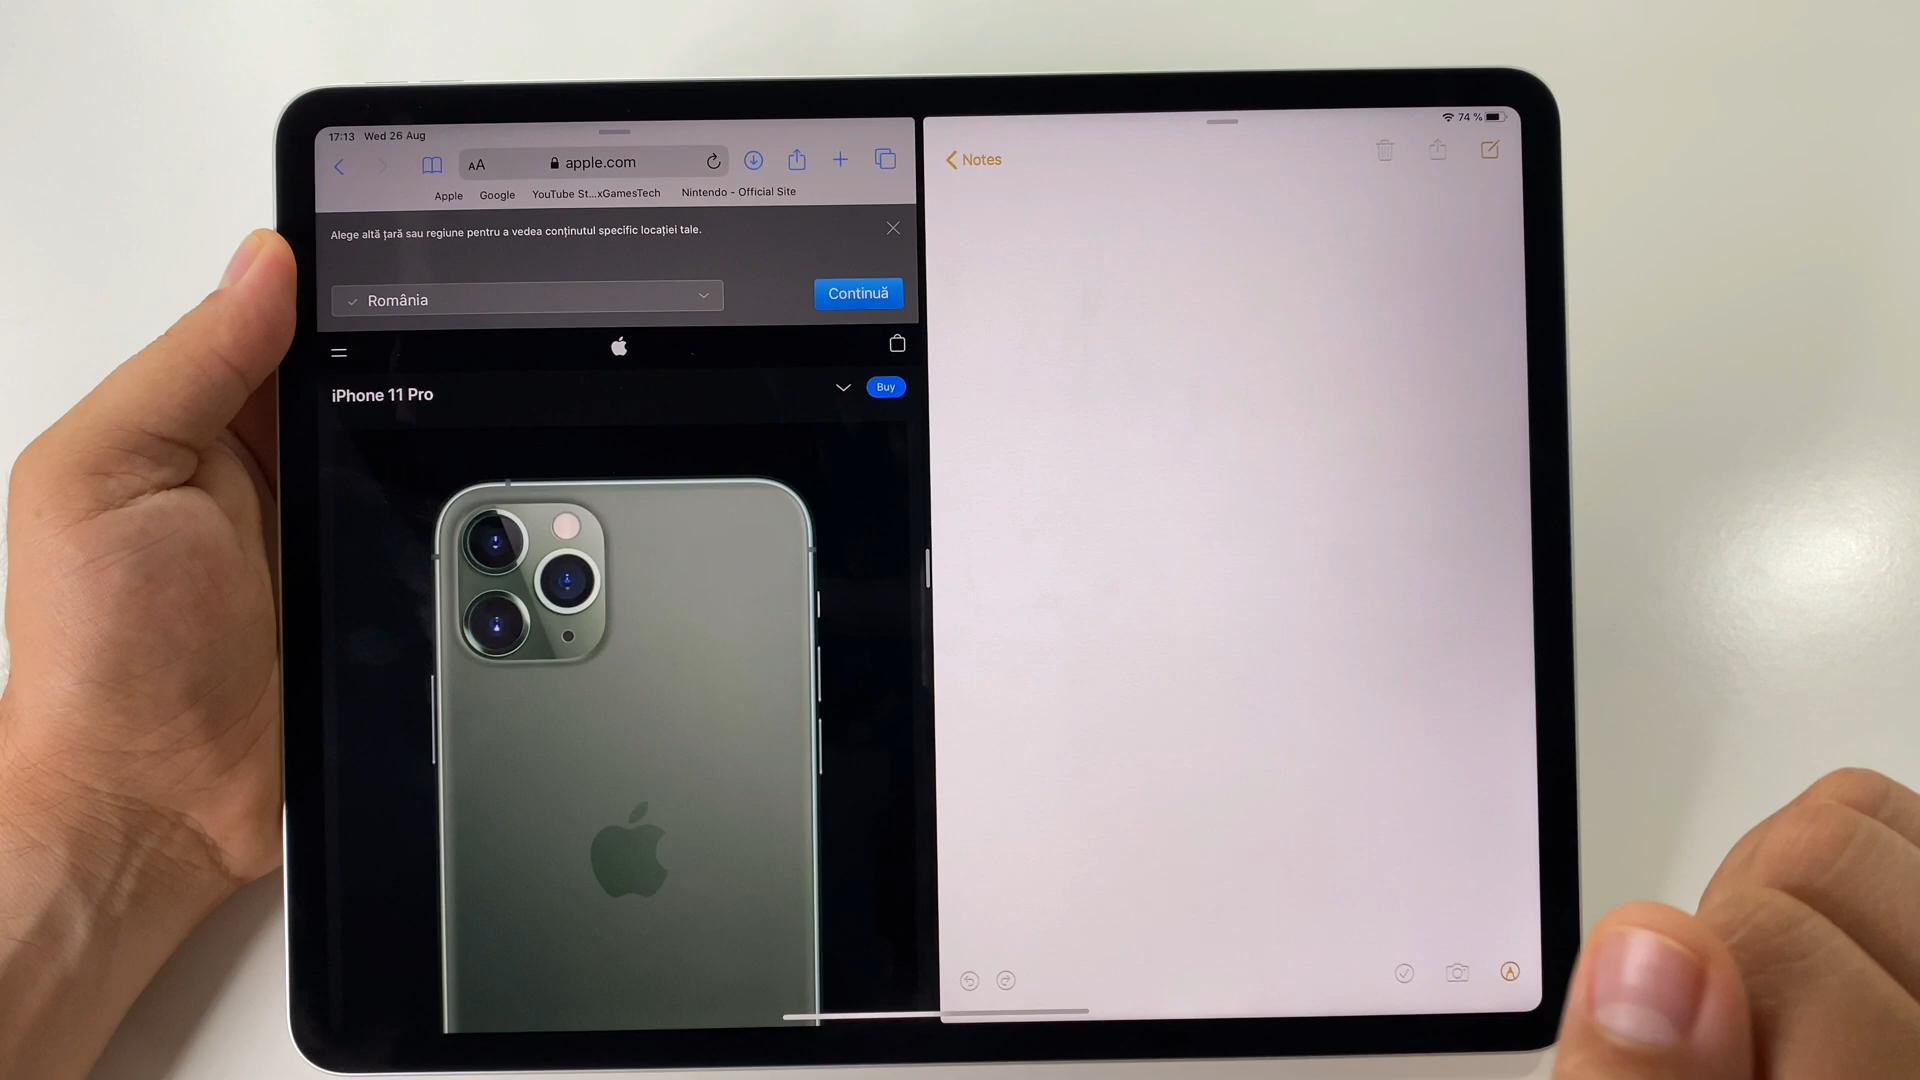 17:13 Wed 26 Aug
AA apple.com
Apple Google YouTube St...xGamesTech Nintendo - Official Site
Alege altă țară sau regiune pentru a vedea conținutul specific locației tale.
România
Continuă
iPhone 11 Pro
Buy
74 %
Notes